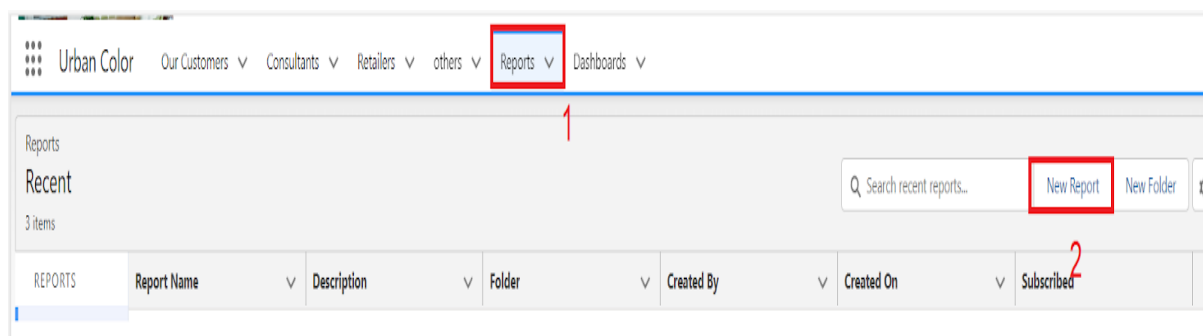 Urban Color Our Customers Consultants Retailers others Reports Dashboards
1
Reports
Recent
3 items
Search recent reports... New Report New Folder
2
REPORTS Report Name Description Folder Created By Created On Subscribed